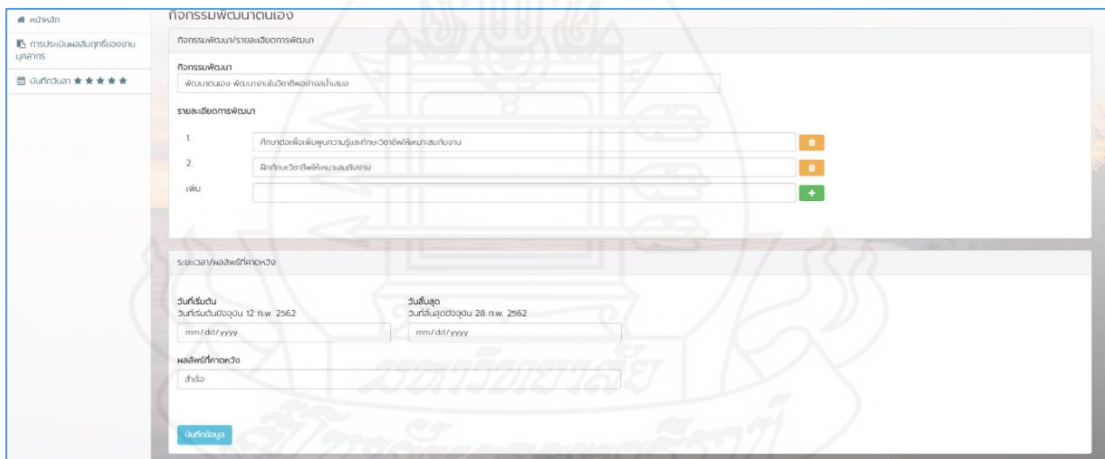 หน้าหลัก
การประเมินผลสัมฤทธิ์ของงาน
บุคลากร
บันทึกวันลา ★ ★ ★ ★ ★
กิจกรรมพัฒนาตนเอง
กิจกรรมพัฒนา/รายละเอียดการพัฒนา
กิจกรรมพัฒนา
พัฒนาตนเอง พัฒนางานในวิชาชีพอย่างสม่ำเสมอ
รายละเอียดการพัฒนา
1. ศึกษาต่อเพื่อเพิ่มพูนความรู้และทักษะวิชาชีพให้เหมาะสมกับงาน
2. ฝึกทักษะวิชาชีพให้เหมาะสมกับงาน
เพิ่ม
ระยะเวลา/ผลลัพธ์ที่คาดหวัง
วันที่เริ่มต้น วันสิ้นสุด
วันที่เริ่มต้นปัจจุบัน 12 ก.พ. 2562 วันที่สิ้นสุดปัจจุบัน 28 ก.พ. 2562
mm/dd/yyyy mm/dd/yyyy
ผลลัพธ์ที่คาดหวัง
สำเร็จ
บันทึกข้อมูล